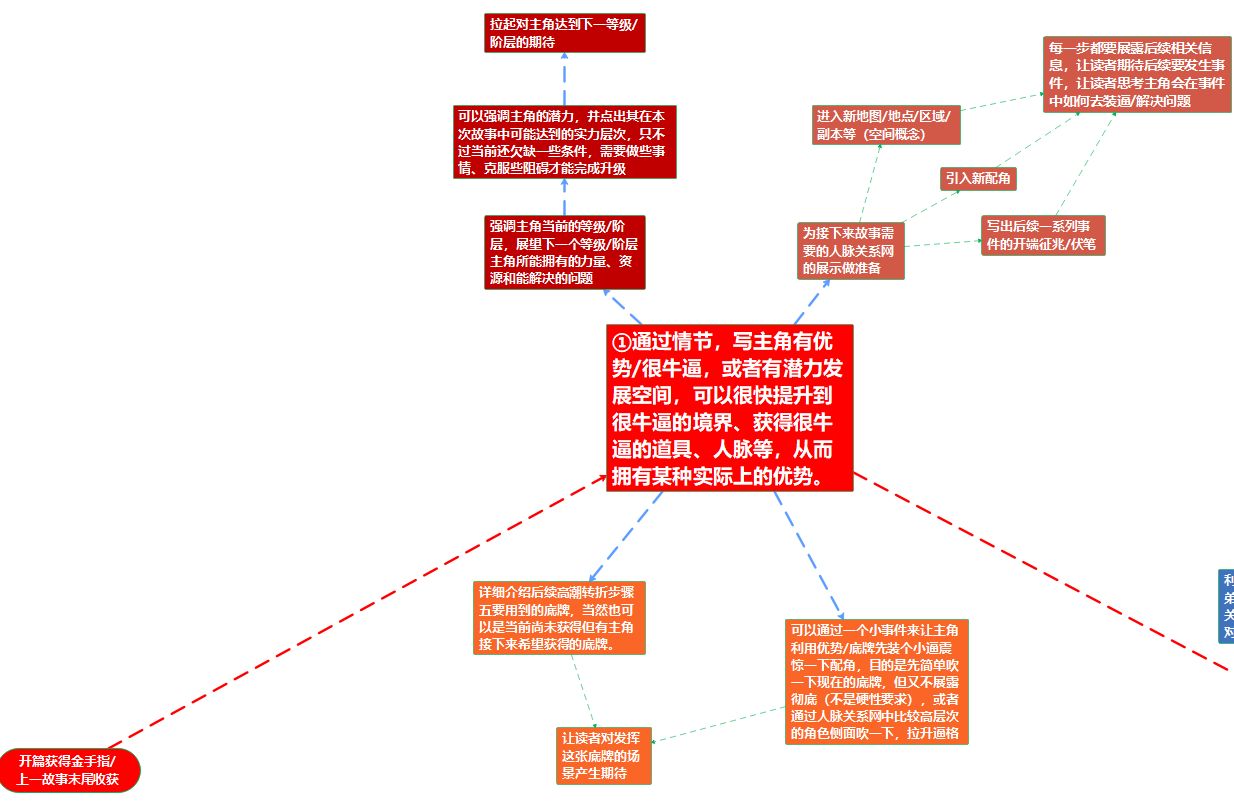 拉起对主角达到下一等级/
阶层的期待
可以强调主角的潜力，并点出其在本
次故事中可能达到的实力层次，只不
过当前还欠缺一些条件，需要做些事
情、克服些阻碍才能完成升级
强调主角当前的等级/阶
层，展望下一个等级/阶层
主角所能拥有的力量、资
源和能解决的问题
每一步都要展露后续相关信
息，让读者期待后续要发生事
件，让读者思考主角会在事件
中如何去装逼/解决问题
进入新地图/地点/区域/
副本等（空间概念）
引入新配角
写出后续一系列事
件的开端征兆/伏笔
为接下来故事需
要的人脉关系网
的展示做准备
①通过情节，写主角有优
势/很牛逼，或者有潜力发
展空间，可以很快提升到
很牛逼的境界、获得很牛
逼的道具、人脉等，从而
拥有某种实际上的优势。
详细介绍后续高潮转折步骤
五要用到的底牌，当然也可
以是当前尚未获得但有主角
接下来希望获得的底牌。
可以通过一个小事件来让主角
利用优势/底牌先装个小逼震
惊一下配角，目的是先简单吹
一下现在的底牌，但又不展露
彻底（不是硬性要求），或者
通过人脉关系网中比较高层次
的角色侧面吹一下，拉升逼格
让读者对发挥
这张底牌的场
景产生期待
开篇获得金手指/
上一故事末尾收获
利
弟
关
对